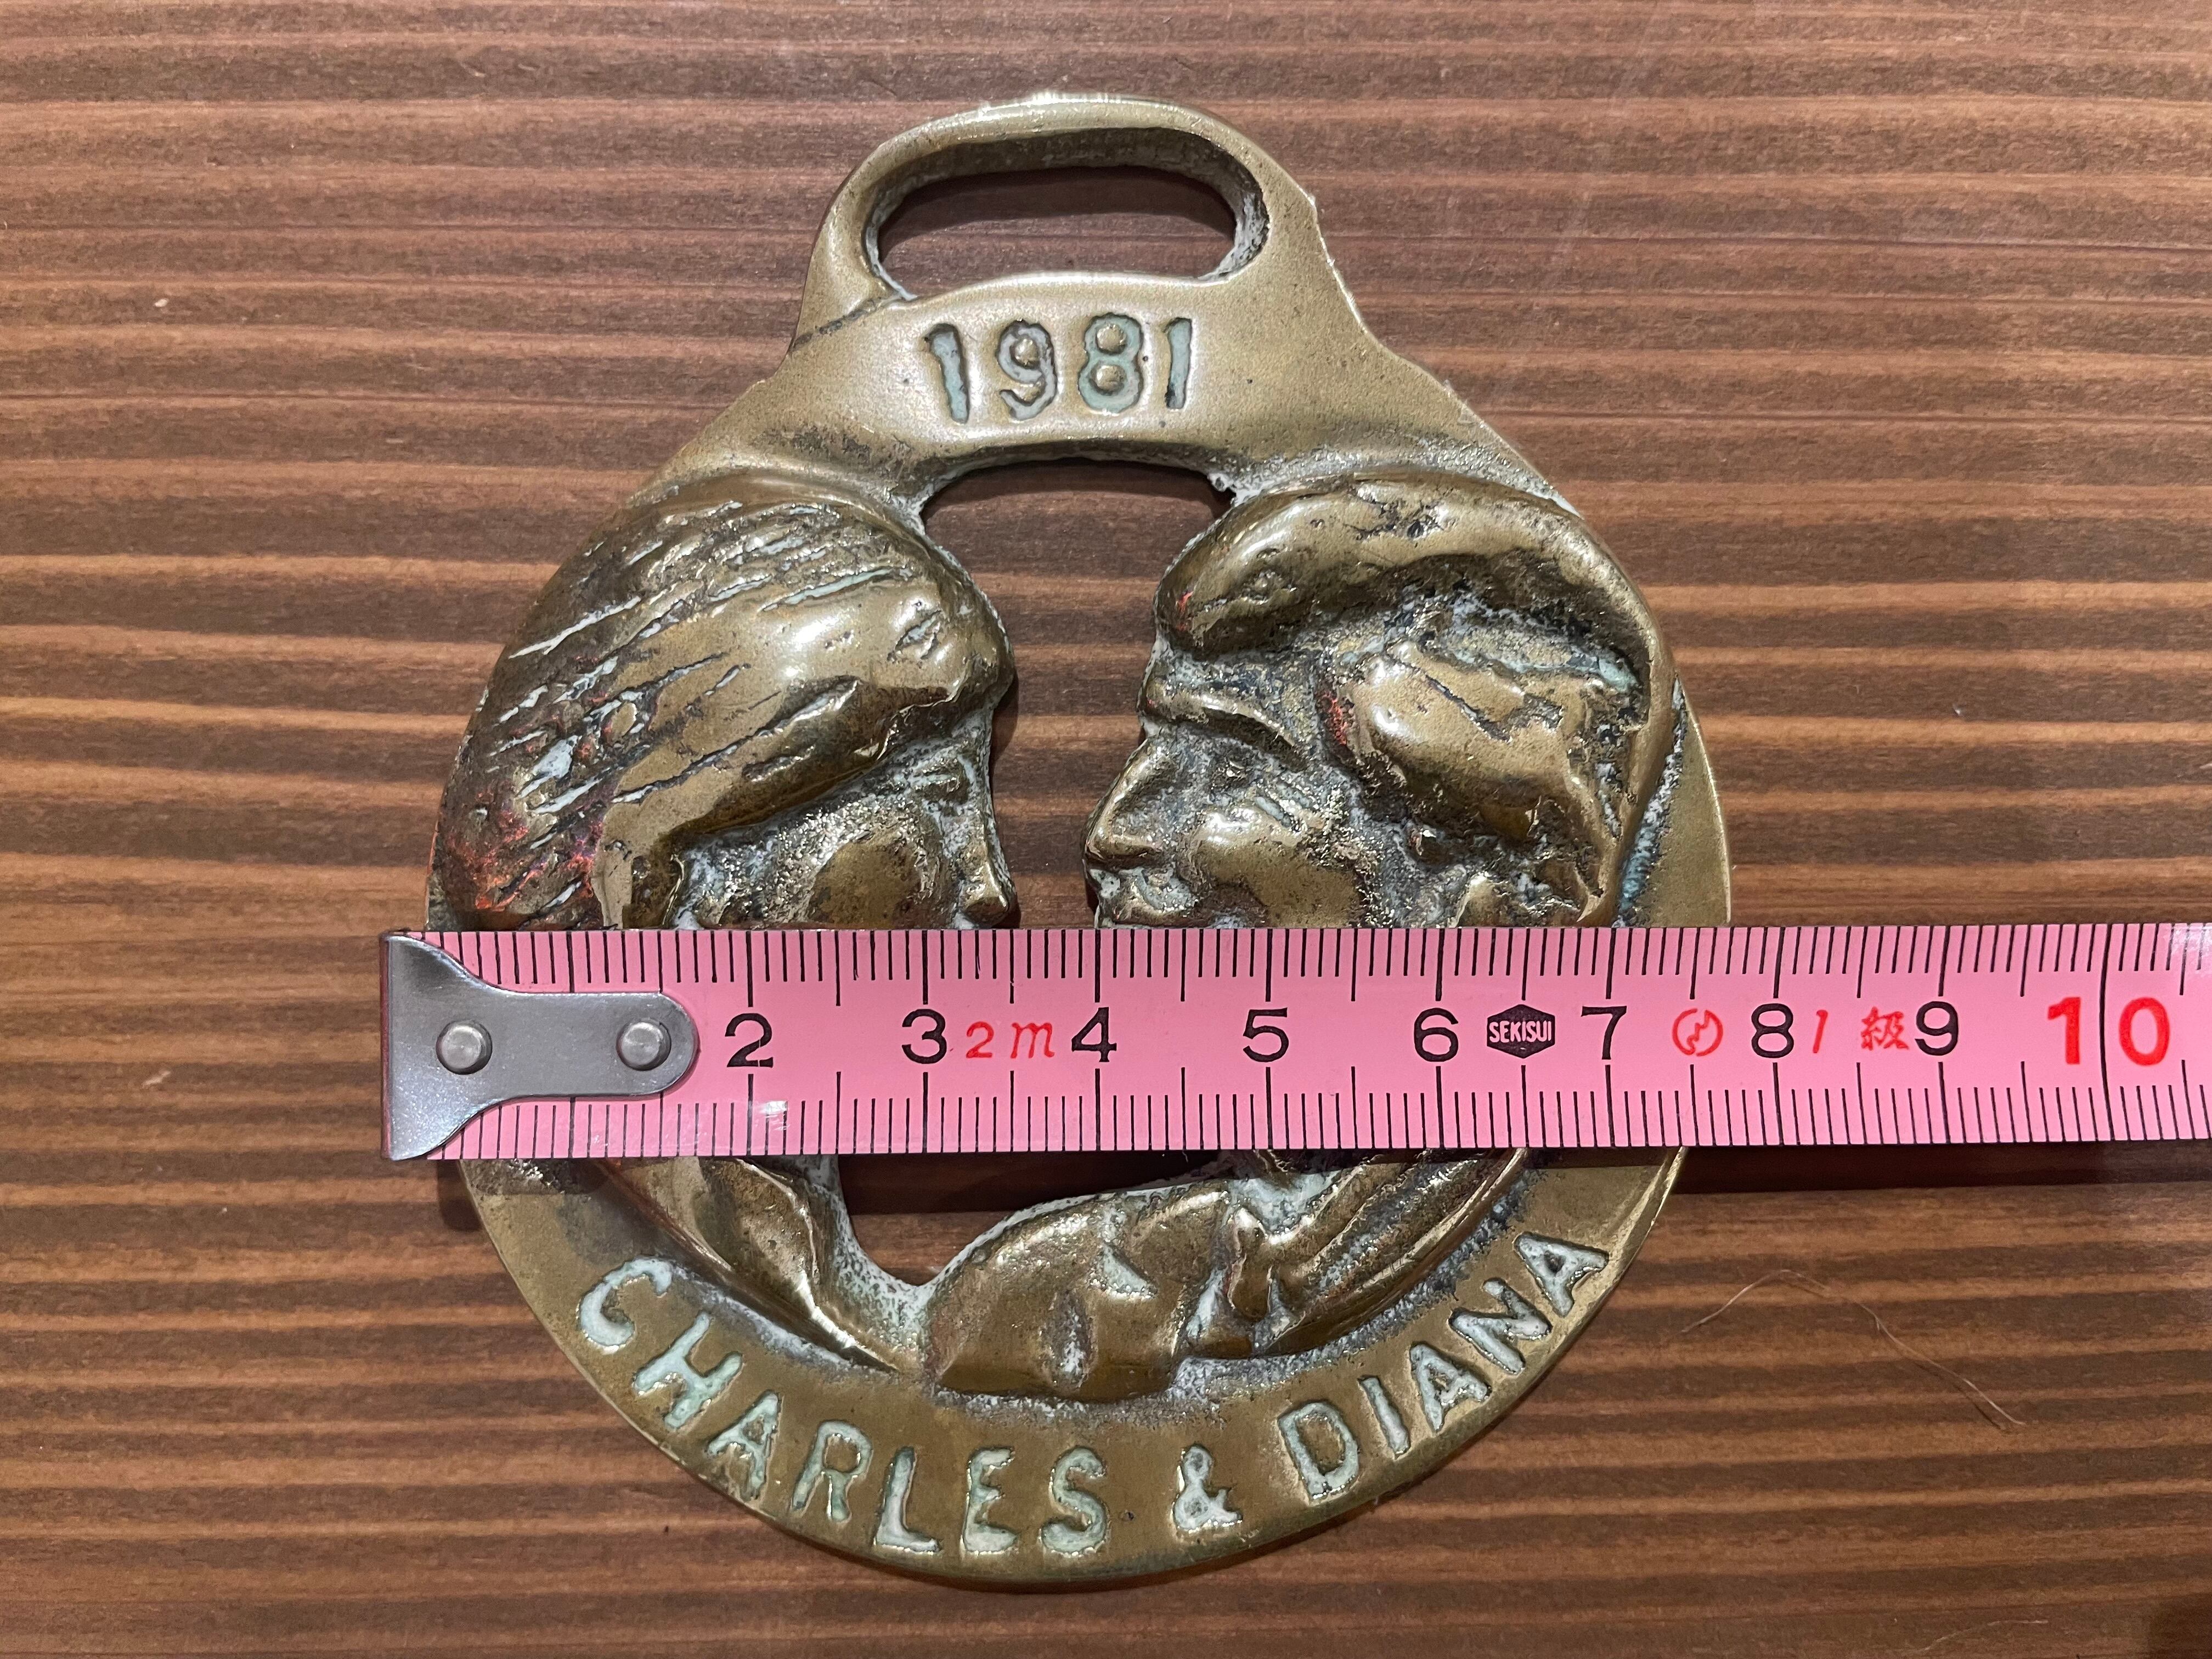 1981
2 3 2m 4 5 6 SEKISUI 7 8 1級 9 10
CHARLES & DIANA